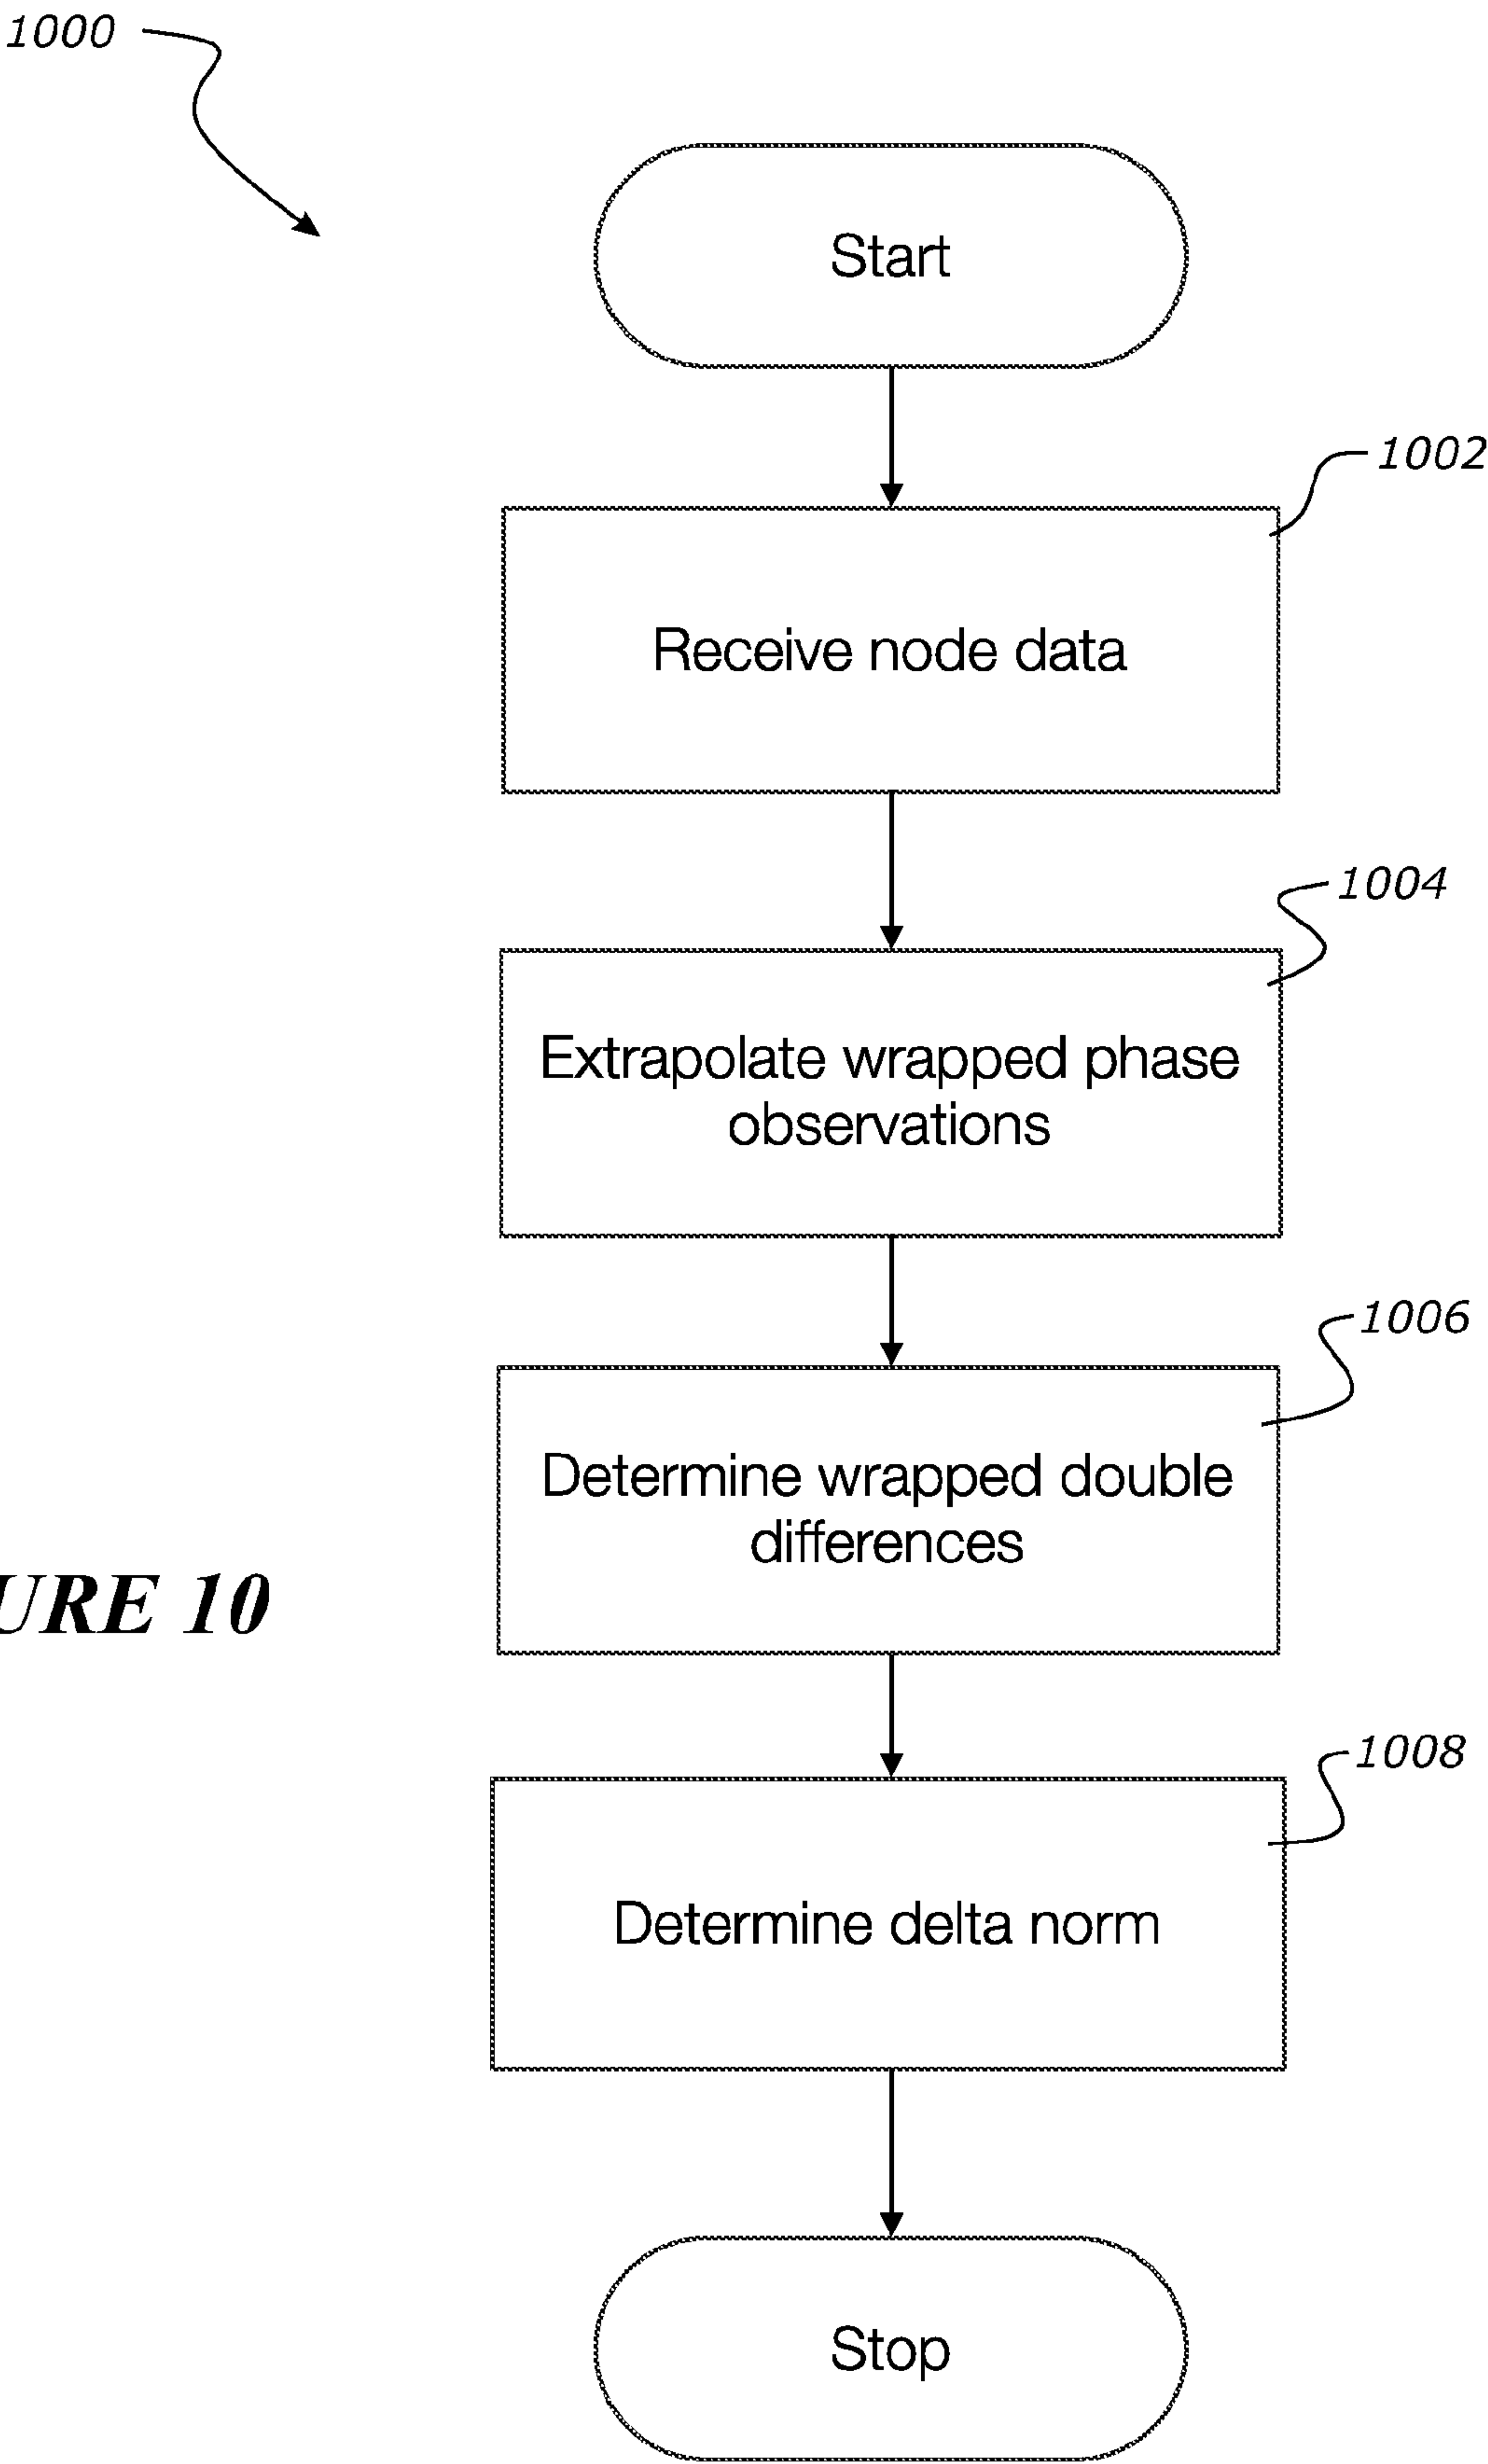 1000
Start
1002
Receive node data
1004
Extrapolate wrapped phase
observations
1006
Determine wrapped double
differences
URE 10
1008
Determine delta norm
Stop